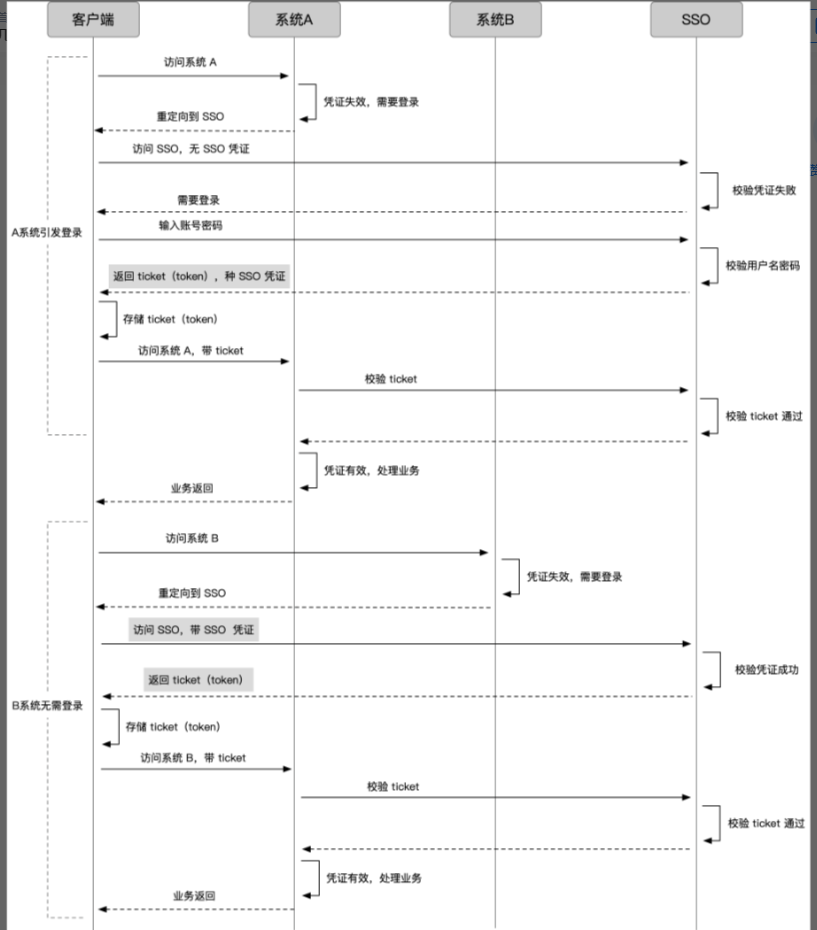 客户端
系统A
系统B
SSO
访问系统 A
凭证失效，需要登录
重定向到 SSO
访问 SSO，无 SSO 凭证
校验凭证失败
需要登录
A系统引发登录
输入账号密码
校验用户名密码
返回 ticket（token），种 SSO 凭证
存储 ticket（token）
访问系统 A，带 ticket
校验 ticket
校验 ticket 通过
凭证有效，处理业务
业务返回
访问系统 B
凭证失效，需要登录
重定向到 SSO
访问 SSO，带 SSO 凭证
校验凭证成功
返回 ticket（token）
B系统无需登录
存储 ticket（token）
访问系统 B，带 ticket
校验 ticket
校验 ticket 通过
凭证有效，处理业务
业务返回